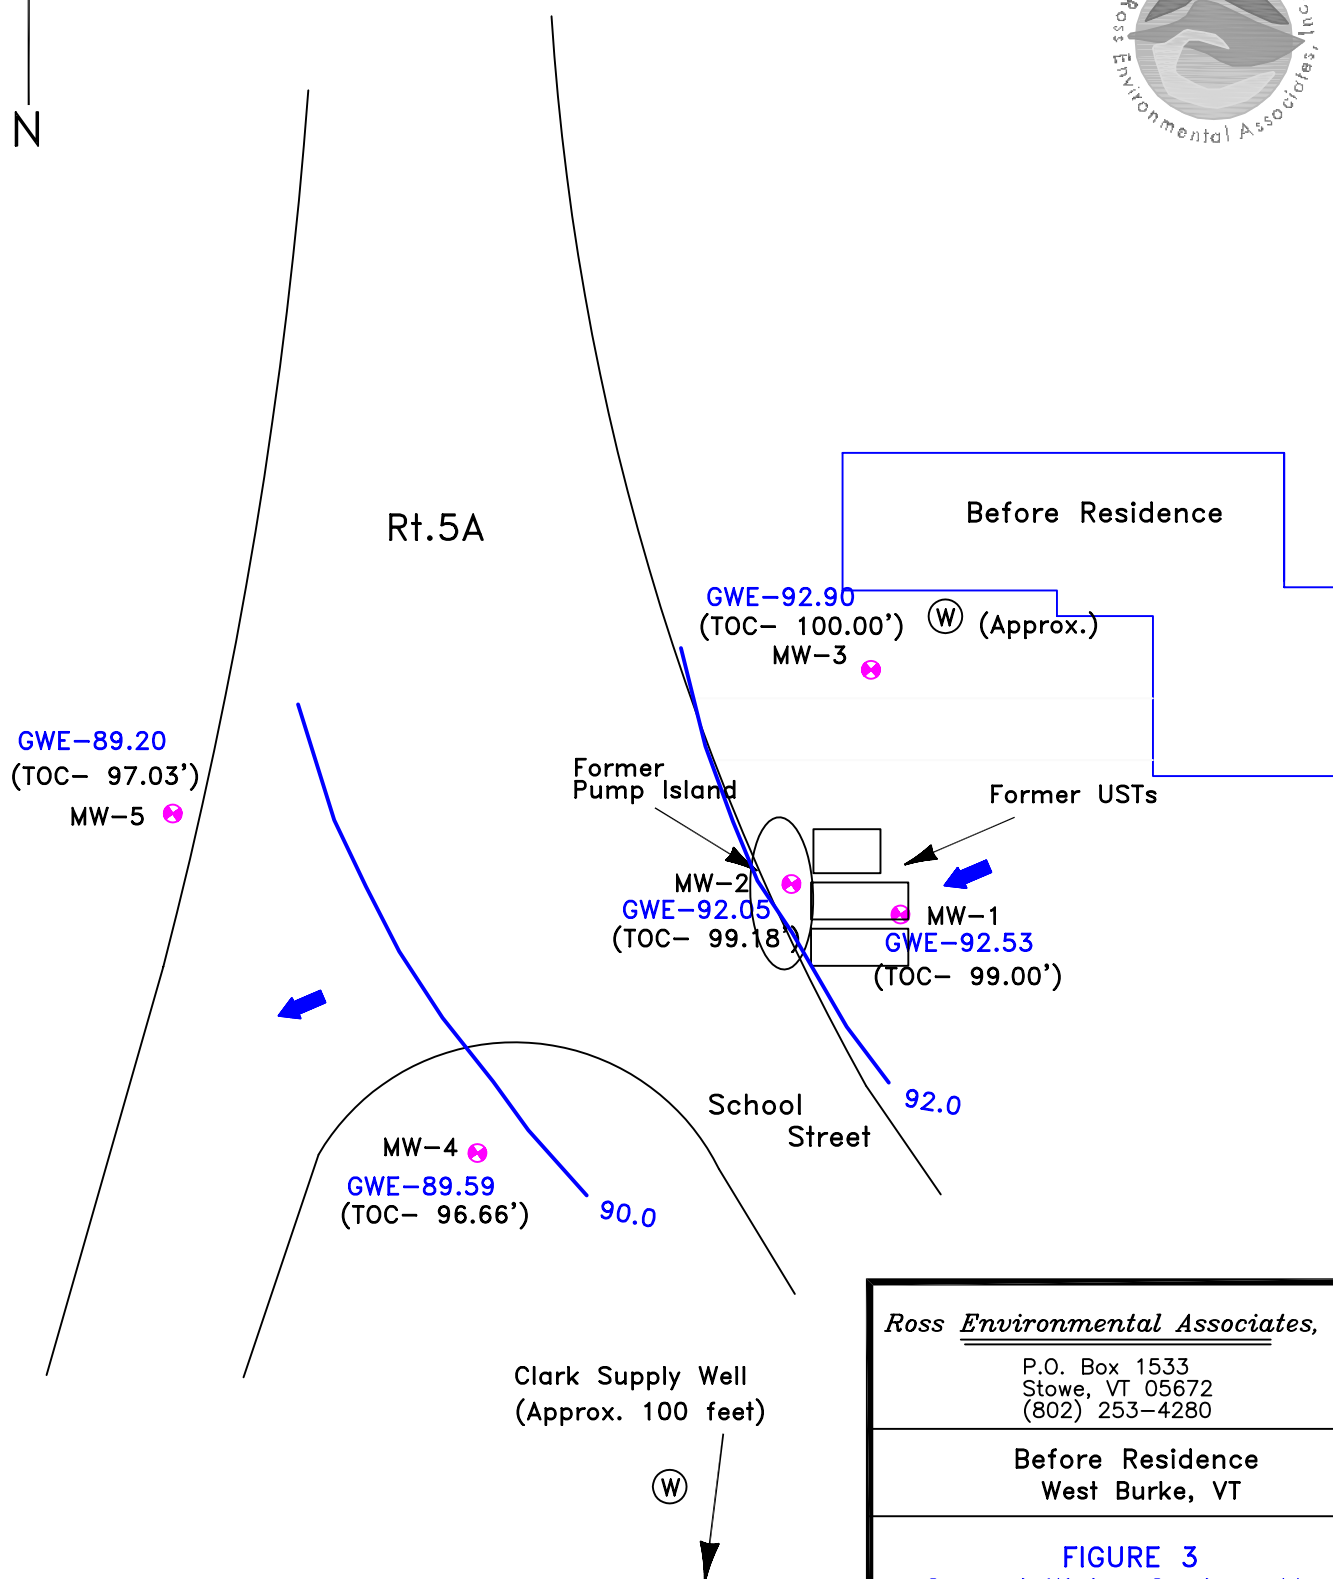 Ross Environmental Associates, Inc
N
Rt.5A
Before Residence
GWE-92.90
(TOC- 100.00')
W (Approx.)
MW-3
GWE-89.20
(TOC- 97.03')
MW-5
Former
Pump Island
Former USTs
MW-2
GWE-92.05
(TOC- 99.18')
MW-1
GWE-92.53
(TOC- 99.00')
92.0
School
Street
MW-4
GWE-89.59
(TOC- 96.66')
90.0
Clark Supply Well
(Approx. 100 feet)
W
Ross Environmental Associates,
P.O. Box 1533
Stowe, VT 05672
(802) 253-4280
Before Residence
West Burke, VT
FIGURE 3